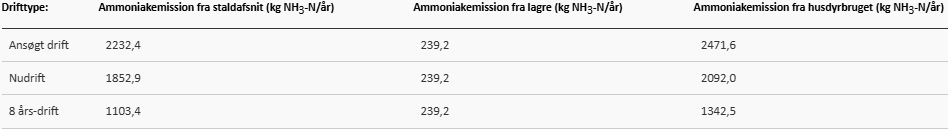 Drifttype: Ammoniakemission fra staldafsnit (kg NH3-N/år) Ammoniakemission fra lagre (kg NH3-N/år) Ammoniakemission fra husdyrbruget (kg NH3-N/år)
Ansøgt drift 2232,4 239,2 2471,6
Nudrift 1852,9 239,2 2092,0
8 års-drift 1103,4 239,2 1342,5